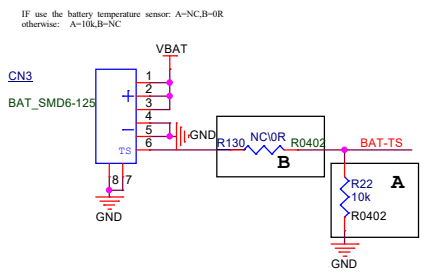 IF use the battery temperature sensor: A=NC,B=0R
otherwise: A=10k,B=NC
VBAT
CN3
BAT_SMD6-125
1
2
3
4
5
6
+
TS
GND
R130
NC\0R
R0402
BAT-TS
B
8
7
GND
A
R22
10k
R0402
GND